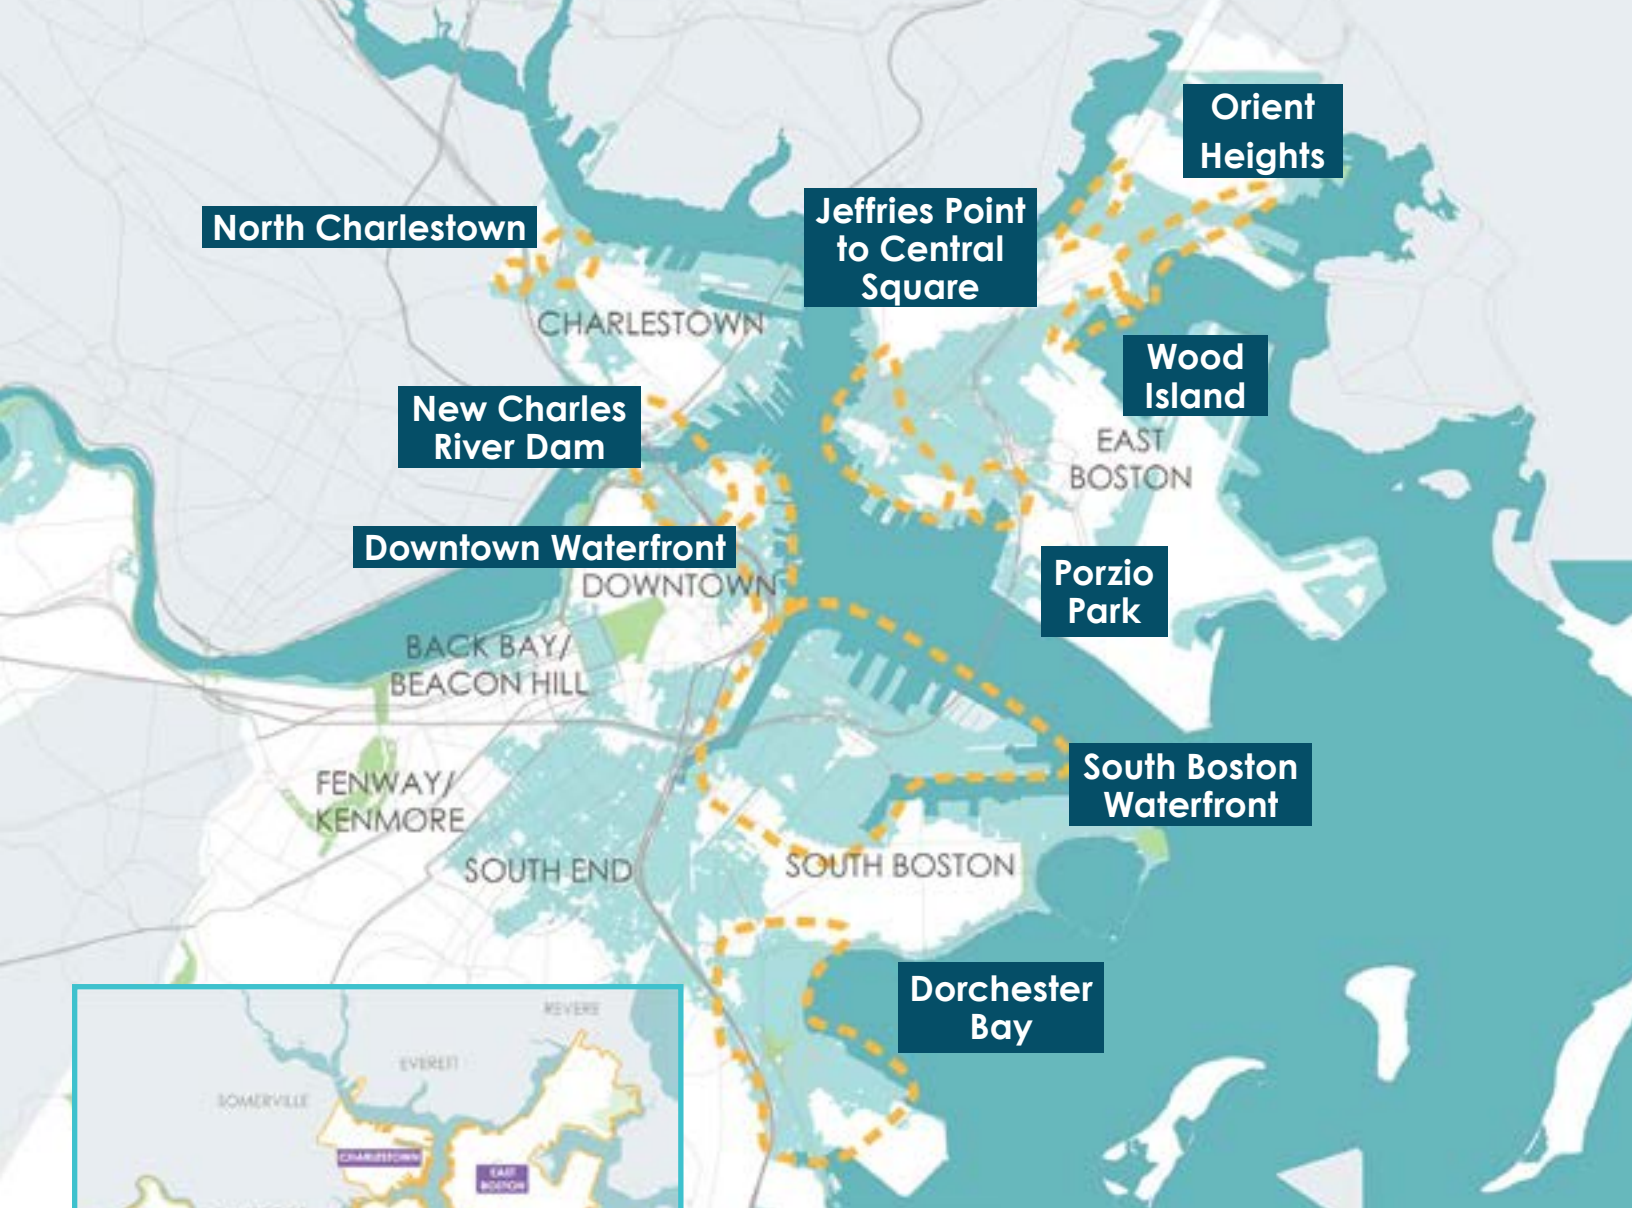 Orient
Heights
Jeffries Point
to Central
Square
North Charlestown
CHARLESTOWN
Wood
Island
New Charles
River Dam
EAST
BOSTON
Downtown Waterfront
DOWNTOWN
Porzio
Park
BACK BAY/
BEACON HILL
South Boston
Waterfront
FENWAY/
KENMORE
SOUTH END
SOUTH BOSTON
Dorchester
Bay
REVERE
EVERETT
SOMERVILLE
CHARLESTOWN
EAST
BOSTON